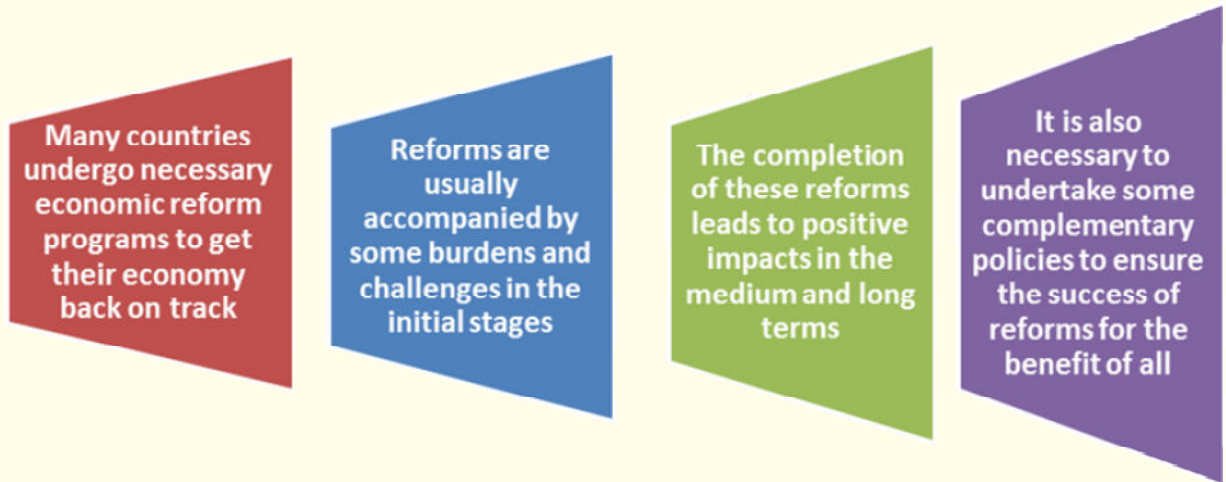 Many countries
undergo necessary
economic reform
programs to get
their economy
back on track
Reforms are
usually
accompanied by
some burdens and
challenges in the
initial stages
The completion
of these reforms
leads to positive
impacts in the
medium and long
terms
It is also
necessary to
undertake some
complementary
policies to ensure
the success of
reforms for the
benefit of all